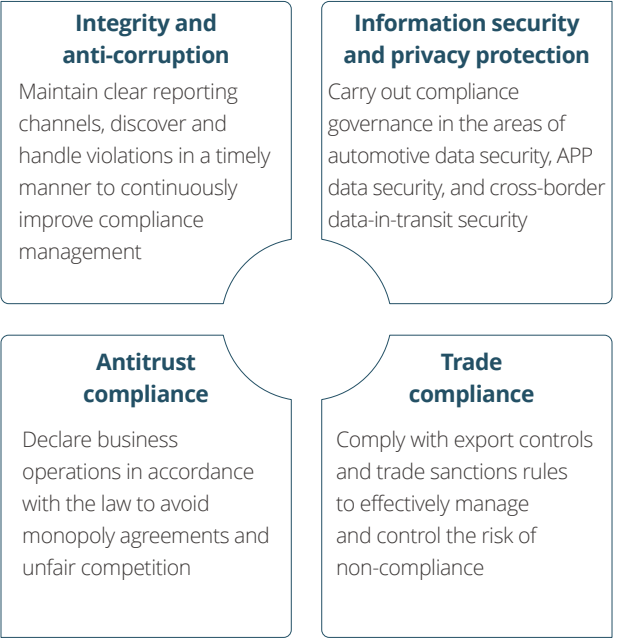 Integrity and
anti-corruption
Maintain clear reporting
channels, discover and
handle violations in a timely
manner to continuously
improve compliance
management
Information security
and privacy protection
Carry out compliance
governance in the areas of
automotive data security, APP
data security, and cross-border
data-in-transit security
Antitrust
compliance
Declare business
operations in accordance
with the law to avoid
monopoly agreements and
unfair competition
Trade
compliance
Comply with export controls
and trade sanctions rules
to effectively manage
and control the risk of
non-compliance